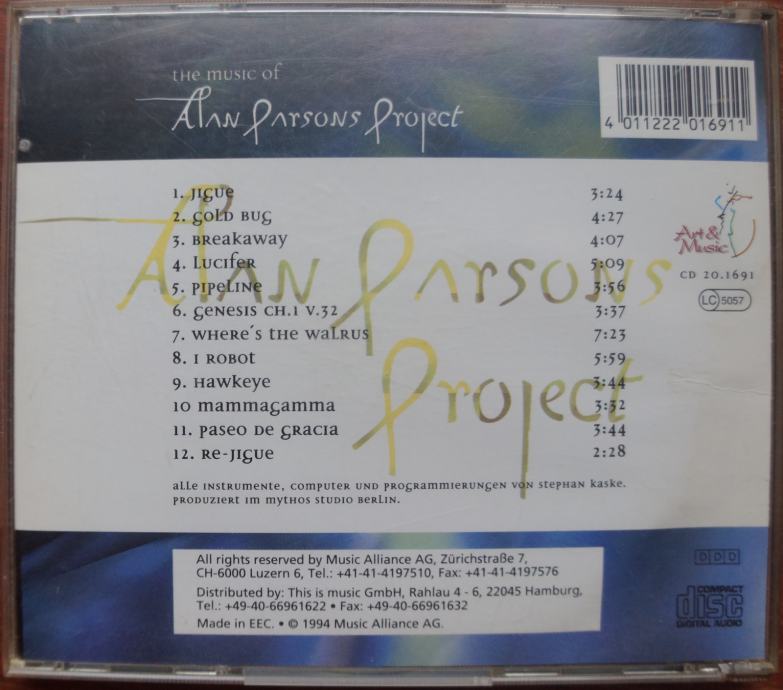 the music of
Alan Parsons Project
4 011222 016911
1. Jigue 3:24
2. Gold Bug 4:27
3. Breakaway 4:07
4. Lucifer 5:09
5. Pipeline 3:56
6. Genesis CH.1 V.32 3:37
7. Where's the Walrus 7:23
8. I Robot 5:59
9. Hawkeye 3:44
10 Mammagamma 3:32
11. Paseo de Gracia 3:44
12. Re-Jigue 2:28
Alan Parsons
Project
Art &
Music
CD 20.1691
LC 5057
alle Instrumente, Computer und Programmierungen von Stephan Kaske.
Produziert im Mythos Studio Berlin.
All rights reserved by Music Alliance AG, Zürichstraße 7,
CH-6000 Luzern 6, Tel.: +41-41-4197510, Fax: +41-41-4197576
Distributed by: This is music GmbH, Rahlau 4 - 6, 22045 Hamburg,
Tel.: +49-40-66961622 • Fax: +49-40-66961632
Made in EEC. • © 1994 Music Alliance AG.
DDD
COMPACT
disc
DIGITAL AUDIO